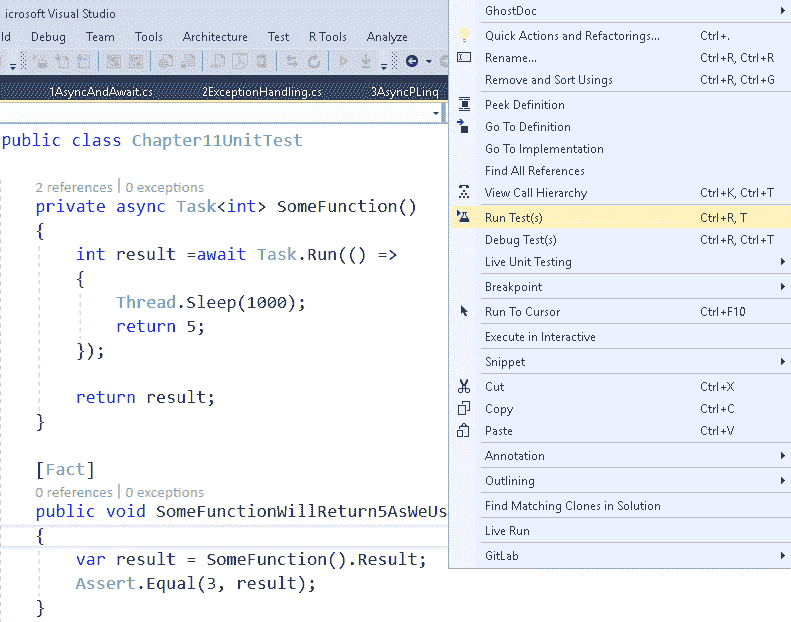 icrosoft Visual Studio
ld Debug Team Tools Architecture Test R Tools Analyze
1AsyncAndAwait.cs 2ExceptionHandling.cs 3AsyncPLinq
public class Chapter11UnitTest
2 references | 0 exceptions
private async Task<int> SomeFunction()
{
int result =await Task.Run(() =>
{
Thread.Sleep(1000);
return 5;
});
return result;
}
[Fact]
0 references | 0 exceptions
public void SomeFunctionWillReturn5AsWeUs
{
var result = SomeFunction().Result;
Assert.Equal(3, result);
}
GhostDoc
Quick Actions and Refactorings... Ctrl+.
Rename... Ctrl+R, Ctrl+R
Remove and Sort Usings Ctrl+R, Ctrl+G
Peek Definition
Go To Definition
Go To Implementation
Find All References
View Call Hierarchy Ctrl+K, Ctrl+T
Run Test(s) Ctrl+R, T
Debug Test(s) Ctrl+R, Ctrl+T
Live Unit Testing
Breakpoint
Run To Cursor Ctrl+F10
Execute in Interactive
Snippet
Cut Ctrl+X
Copy Ctrl+C
Paste Ctrl+V
Annotation
Outlining
Find Matching Clones in Solution
Live Run
GitLab